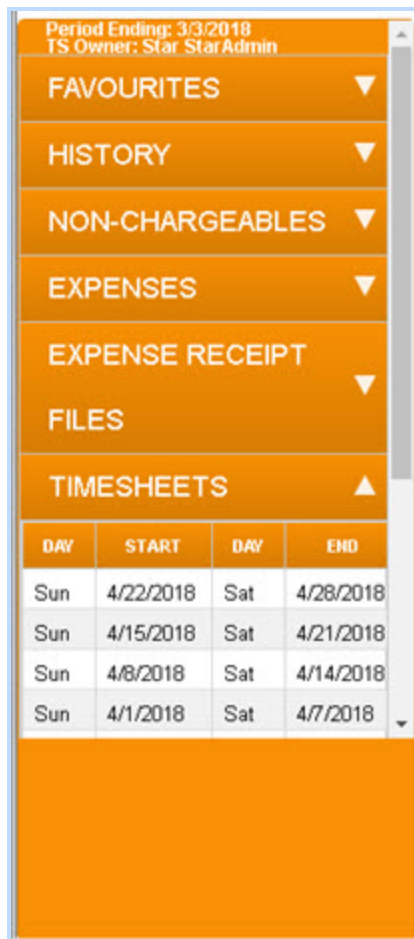 Period Ending: 3/3/2018
TS Owner: Star StarAdmin
FAVOURITES
HISTORY
NON-CHARGEABLES
EXPENSES
EXPENSE RECEIPT
FILES
TIMESHEETS
DAY START DAY END
Sun 4/22/2018 Sat 4/28/2018
Sun 4/15/2018 Sat 4/21/2018
Sun 4/8/2018 Sat 4/14/2018
Sun 4/1/2018 Sat 4/7/2018